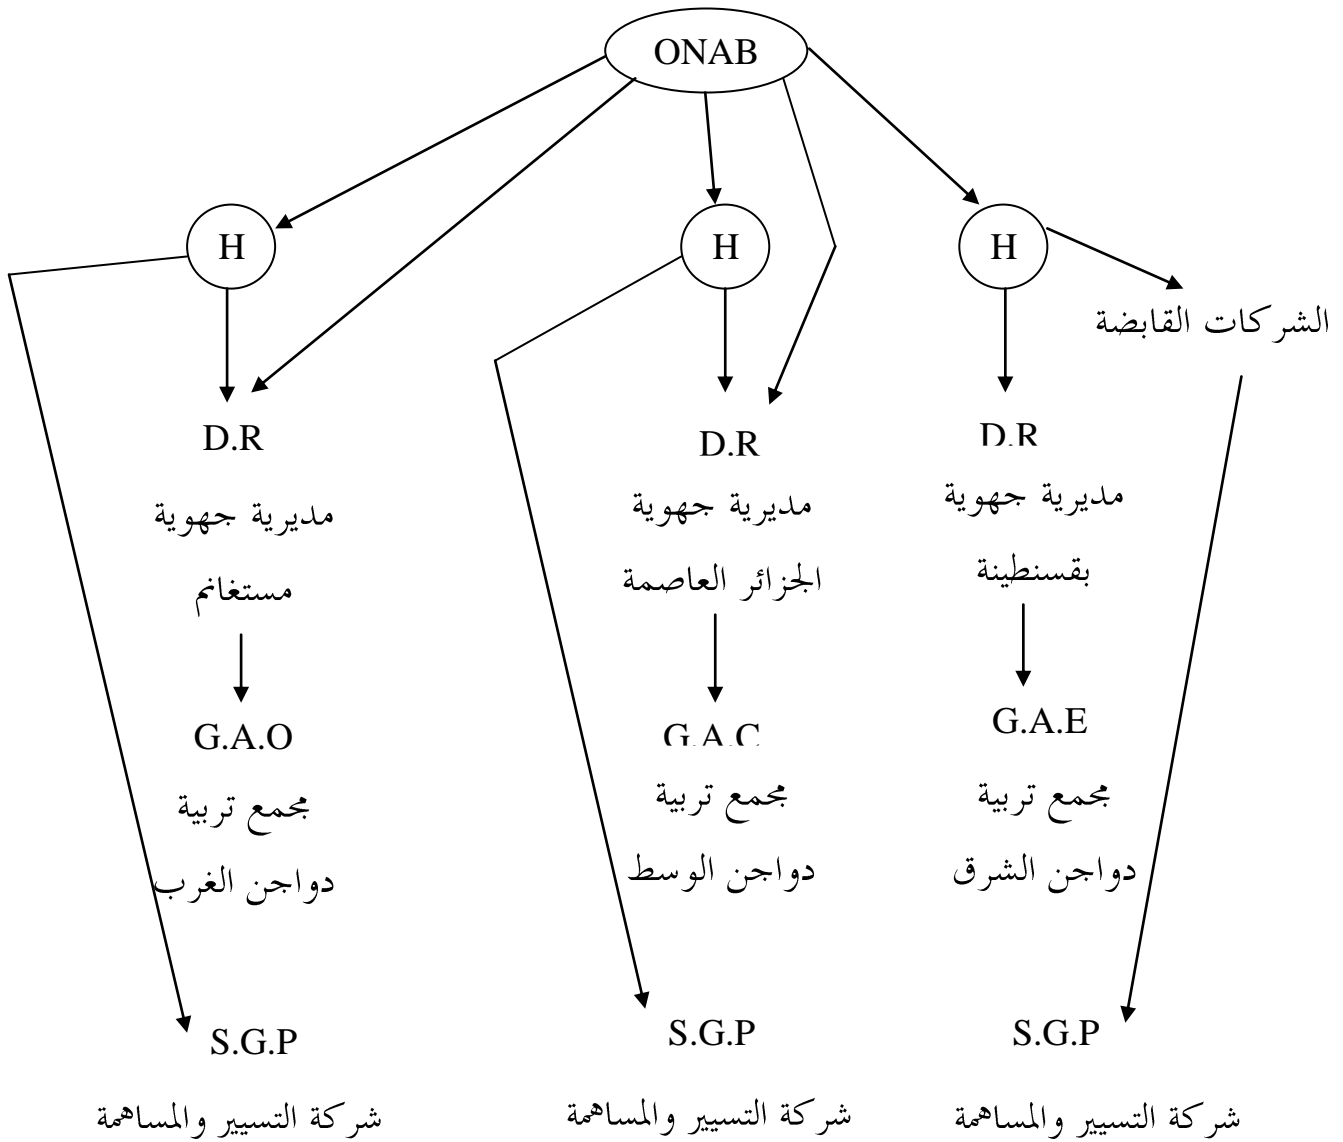 ONAB
H
H
H
الشركات القابضة
D.R
مديرية جهوية
مستغانم
G.A.O
مجمع تربية
دواجن الغرب
S.G.P
شركة التسيير والمساهمة
D.R
مديرية جهوية
الجزائر العاصمة
G.A.C
مجمع تربية
دواجن الوسط
S.G.P
شركة التسيير والمساهمة
D.R
مديرية جهوية
بقسنطينة
G.A.E
مجمع تربية
دواجن الشرق
S.G.P
شركة التسيير والمساهمة